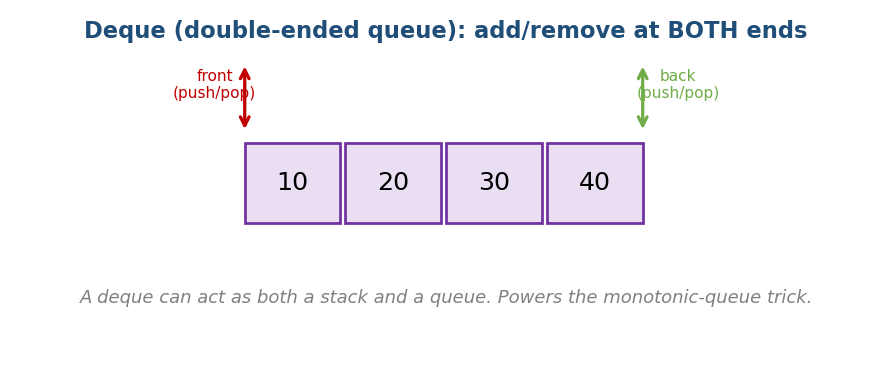 Deque (double-ended queue): add/remove at BOTH ends
front
(push/pop)
back
(push/pop)
10 20 30 40
A deque can act as both a stack and a queue. Powers the monotonic-queue trick.